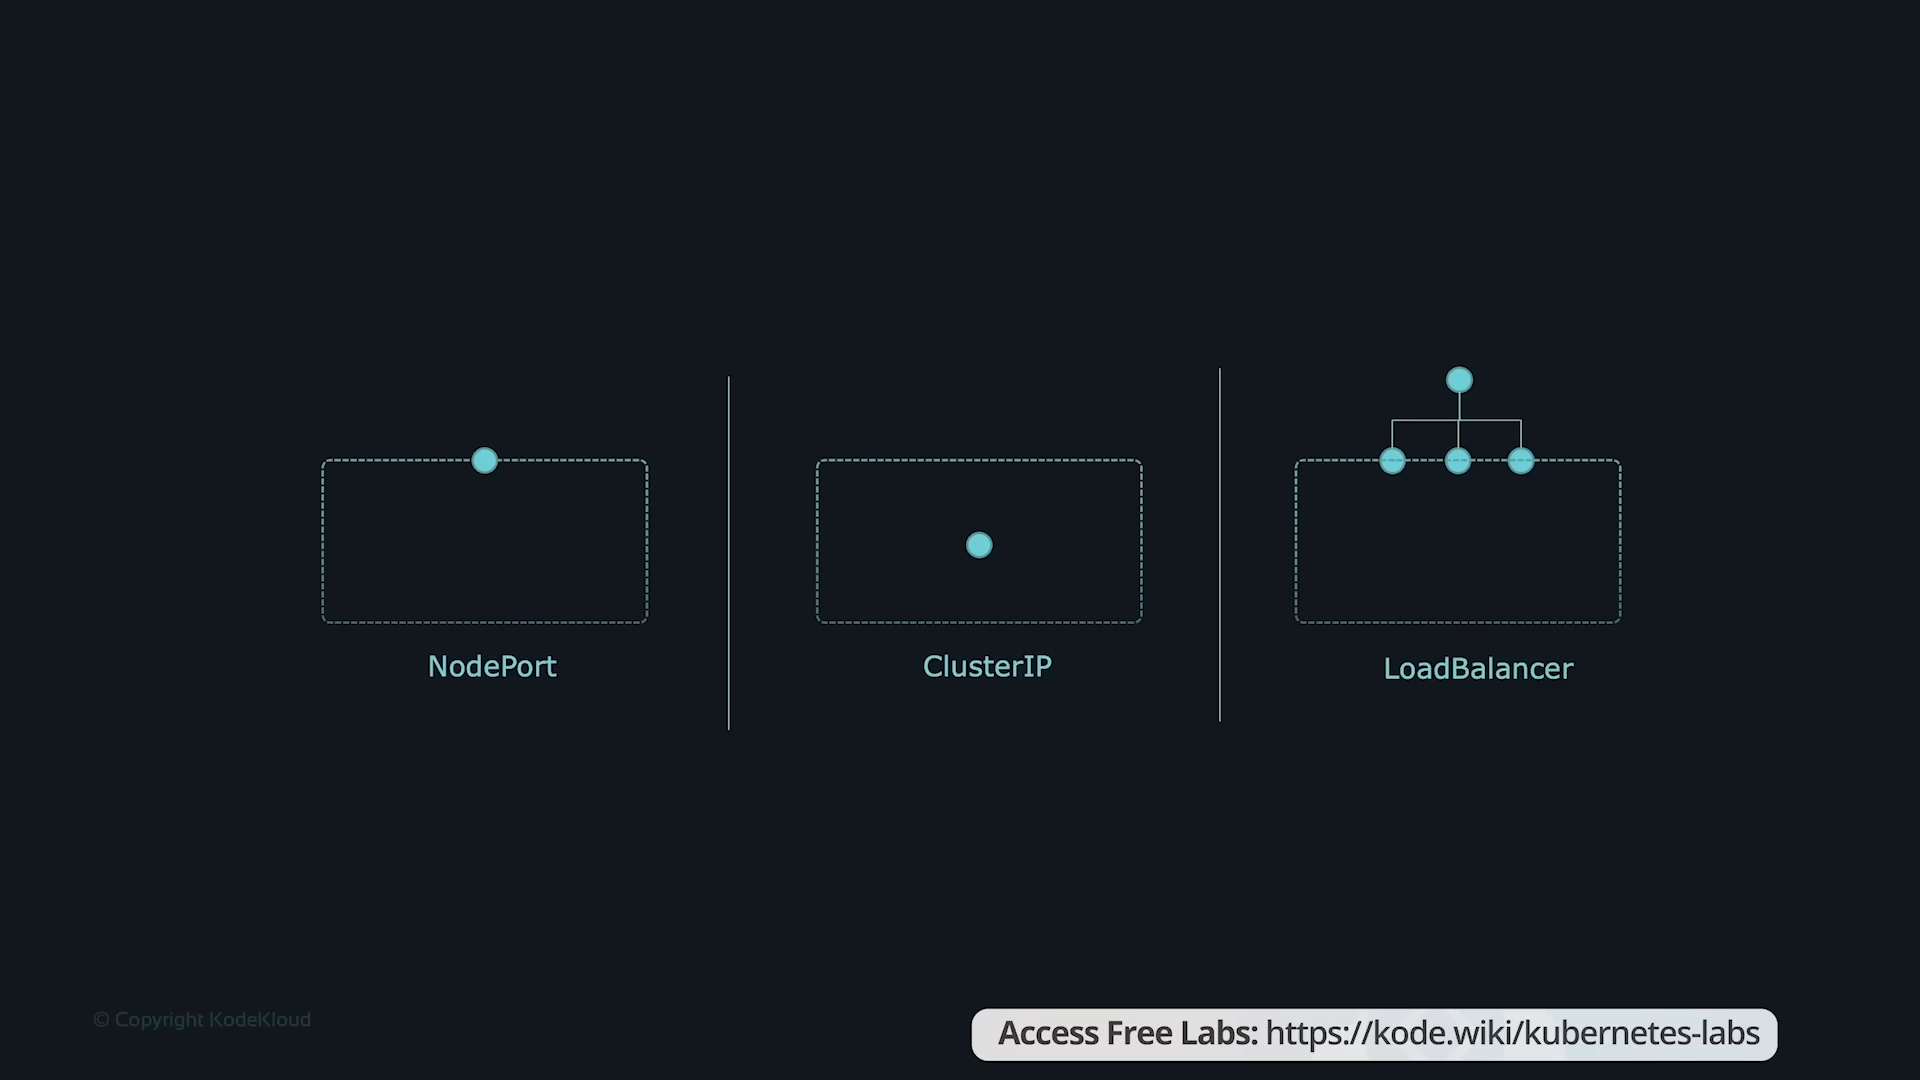 NodePort
ClusterIP
LoadBalancer
© Copyright KodeKloud
Access Free Labs: https://kode.wiki/kubernetes-labs